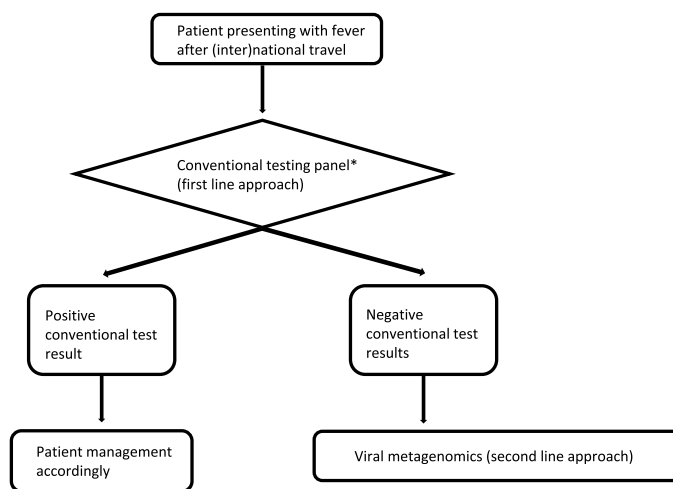 Patient presenting with fever
after (inter)national travel
Conventional testing panel*
(first line approach)
Positive
conventional test
result
Negative
conventional test
results
Patient management
accordingly
Viral metagenomics (second line approach)